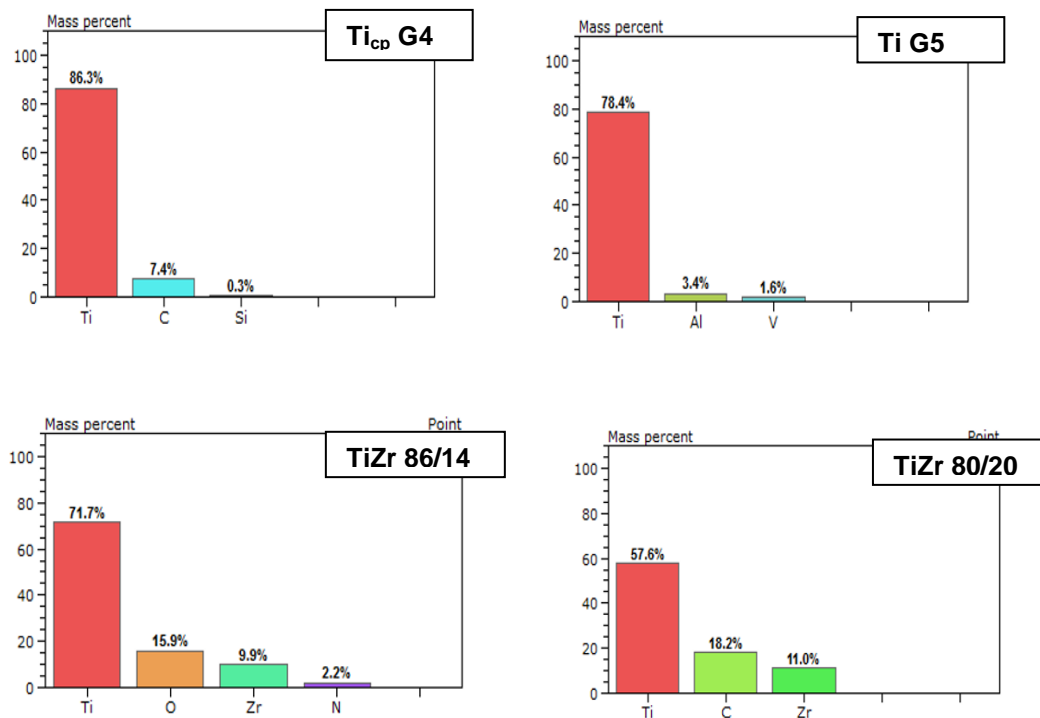 Mass percent
Ti_cp G4
100
80
60
40
20
0
86.3%
7.4%
0.3%
Ti C Si
Mass percent
Ti G5
100
80
60
40
20
0
78.4%
3.4%
1.6%
Ti Al V
Mass percent
Point
TiZr 86/14
100
80
60
40
20
0
71.7%
15.9%
9.9%
2.2%
Ti O Zr N
Mass percent
Point
TiZr 80/20
100
80
60
40
20
0
57.6%
18.2%
11.0%
Ti C Zr